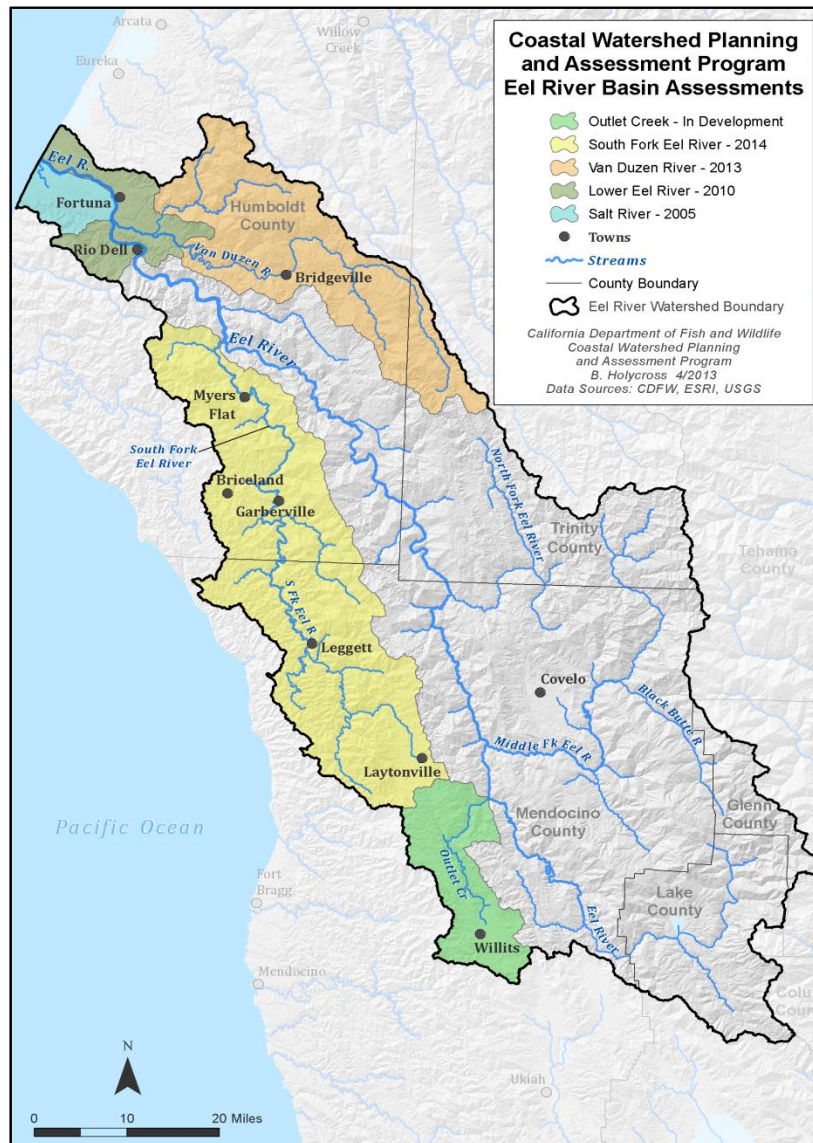 Coastal Watershed Planning
and Assessment Program
Eel River Basin Assessments
Outlet Creek - In Development
South Fork Eel River - 2014
Van Duzen River - 2013
Lower Eel River - 2010
Salt River - 2005
Towns
Streams
County Boundary
Eel River Watershed Boundary
California Department of Fish and Wildlife
Coastal Watershed Planning
and Assessment Program
B. Holycross 4/2013
Data Sources: CDFW, ESRI, USGS
Arcata
Willow
Creek
Eureka
Eel R.
Fortuna
Humboldt
County
Rio Dell
Van Duzen R
Bridgeville
Eel River
Myers
Flat
South Fork
Eel River
Briceland
Garberville
North Fork Eel River
Trinity
County
Tehama
County
S Fk Eel R
Leggett
Covelo
Black Butte R
Middle Fk Eel R
Laytonville
Pacific Ocean
Mendocino
County
Glenn
County
Outlet Cr
Fort
Bragg
Lake
County
Eel River
Willits
Mendocino
Colu
Coun
Ukiah
N
0 10 20 Miles